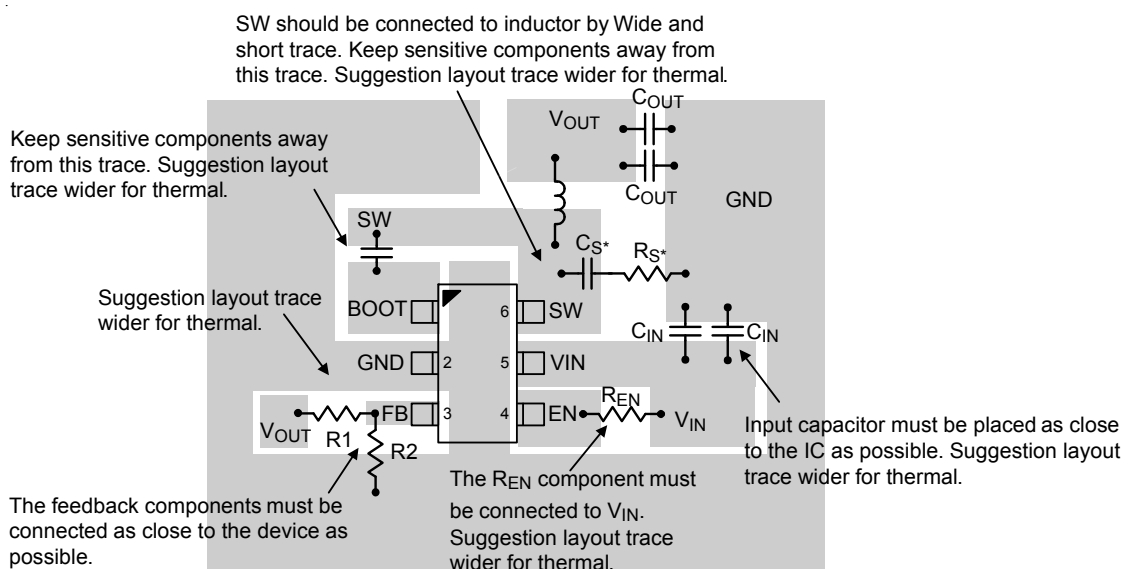 SW should be connected to inductor by Wide and
short trace. Keep sensitive components away from
this trace. Suggestion layout trace wider for thermal.
Keep sensitive components away
from this trace. Suggestion layout
trace wider for thermal.
COUT
VOUT
COUT
GND
SW
CS*
RS*
Suggestion layout trace
wider for thermal.
BOOT
6
SW
CIN
CIN
GND
2
5
VIN
FB
3
4
EN
REN
VIN
VOUT
R1
R2
Input capacitor must be placed as close
to the IC as possible. Suggestion layout
trace wider for thermal.
The feedback components must be
connected as close to the device as
possible.
The REN component must
be connected to VIN.
Suggestion layout trace
wider for thermal.